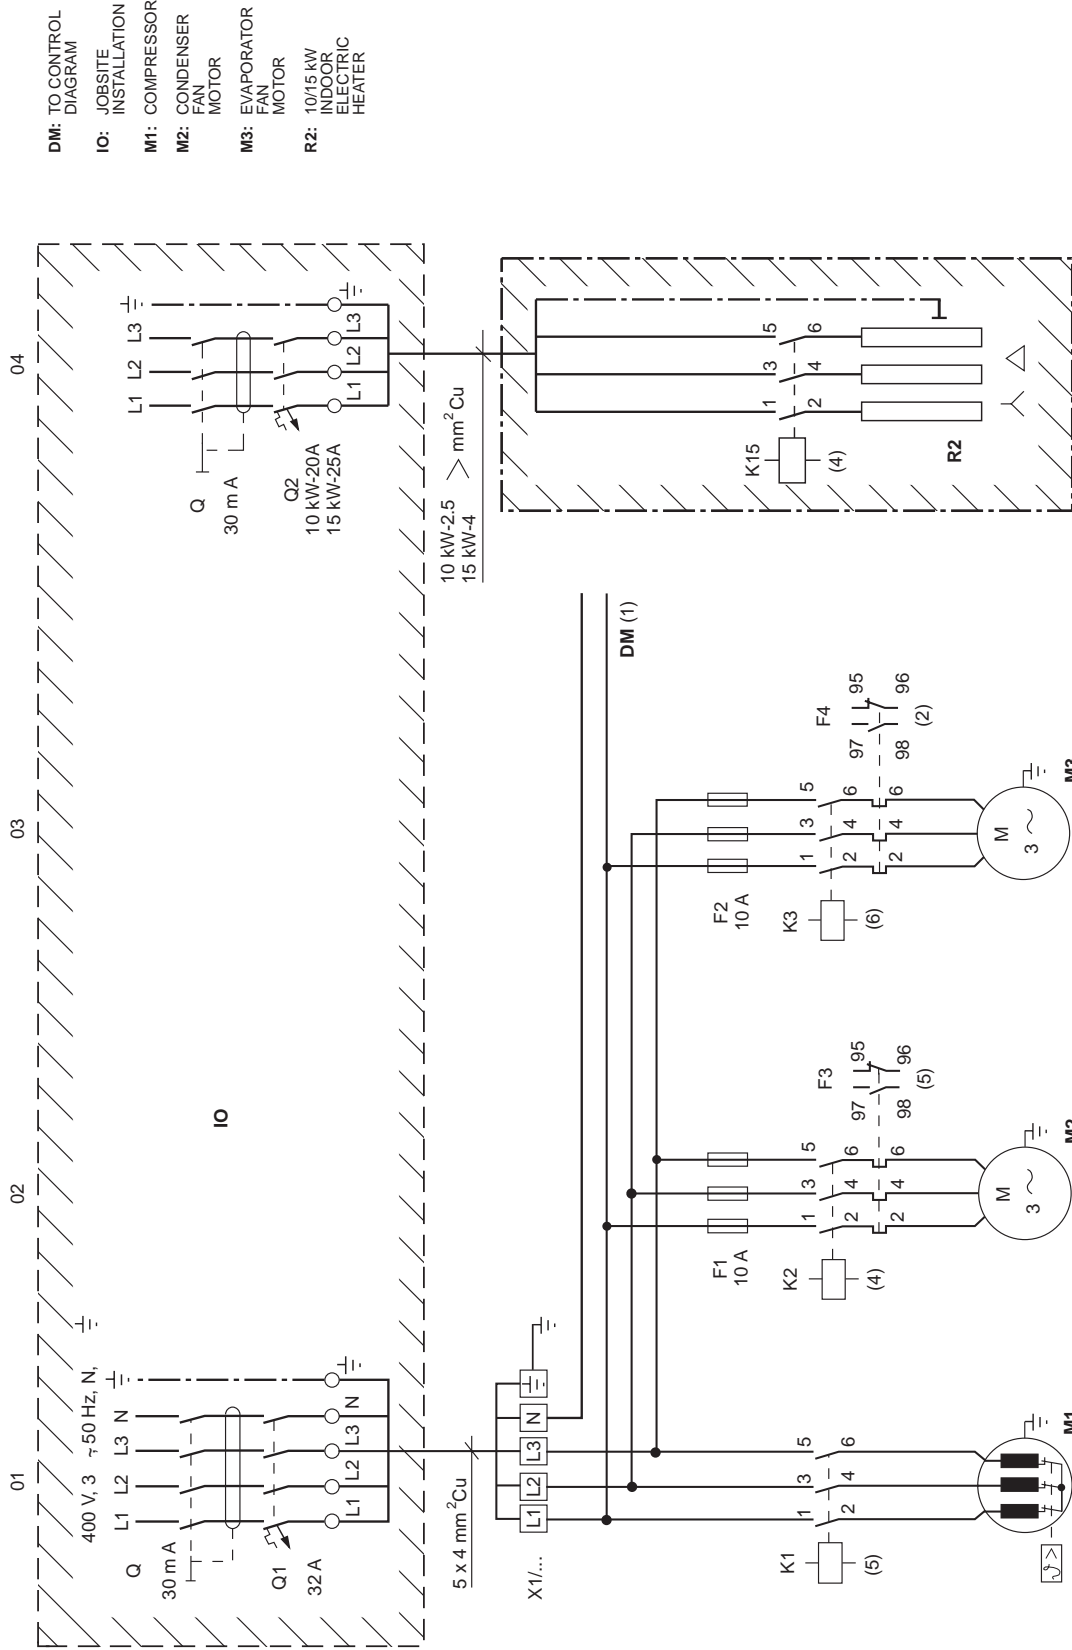 01
02
03
04
400 V, 3 ~ 50 Hz, N,
L1 L2 L3 N
Q
30 m A
Q1
32 A
L1 L2 L3 N
IO
L1 L2 L3
Q
30 m A
Q2
10 kW-20A
15 kW-25A
L1 L2 L3
DM: TO CONTROL
DIAGRAM
IO: JOBSITE
INSTALLATION
M1: COMPRESSOR
M2: CONDENSER
FAN
MOTOR
M3: EVAPORATOR
FAN
MOTOR
R2: 10/15 kW
INDOOR
ELECTRIC
HEATER
5 x 4 mm²Cu
X1/...
L1 L2 L3 N
10 kW-2.5
15 kW-4
> mm² Cu
DM (1)
K1
(5)
1 3 5
2 4 6
M1
ϑ >
F1
10 A
K2
(4)
1 3 5
2 4 6
2 4 6
F3
97 95
98 96
(5)
M
3 ~
M2
F2
10 A
K3
(6)
1 3 5
2 4 6
2 4 6
F4
97 95
98 96
(2)
M
3 ~
M3
K15
(4)
1 3 5
2 4 6
R2